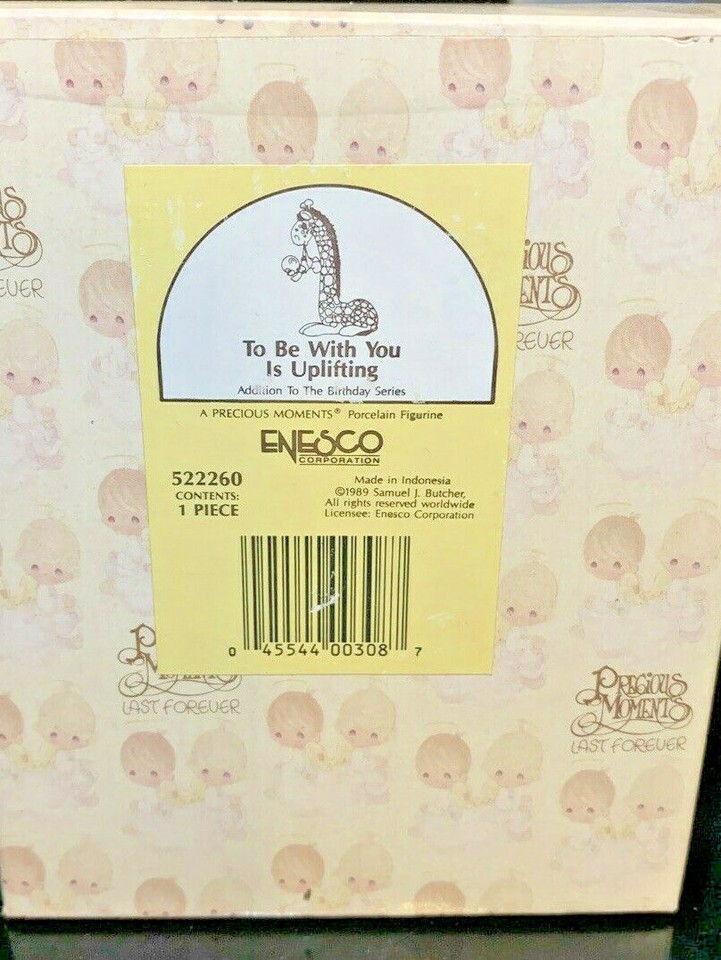 To Be With You
Is Uplifting
Addition To The Birthday Series
A PRECIOUS MOMENTS® Porcelain Figurine
ENESCO
CORPORATION
522260
CONTENTS:
1 PIECE
Made in Indonesia
©1989 Samuel J. Butcher,
All rights reserved worldwide
Licensee: Enesco Corporation
0 45544 00308 7
LAST FOREVER
PRECIOUS
MOMENTS
LAST FOREVER